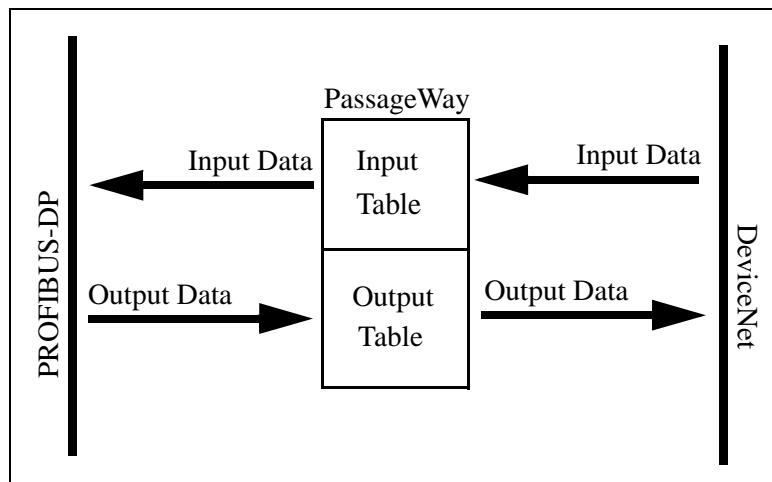 PassageWay
Input Data
Input
Table
Input Data
PROFIBUS-DP
DeviceNet
Output Data
Output
Table
Output Data